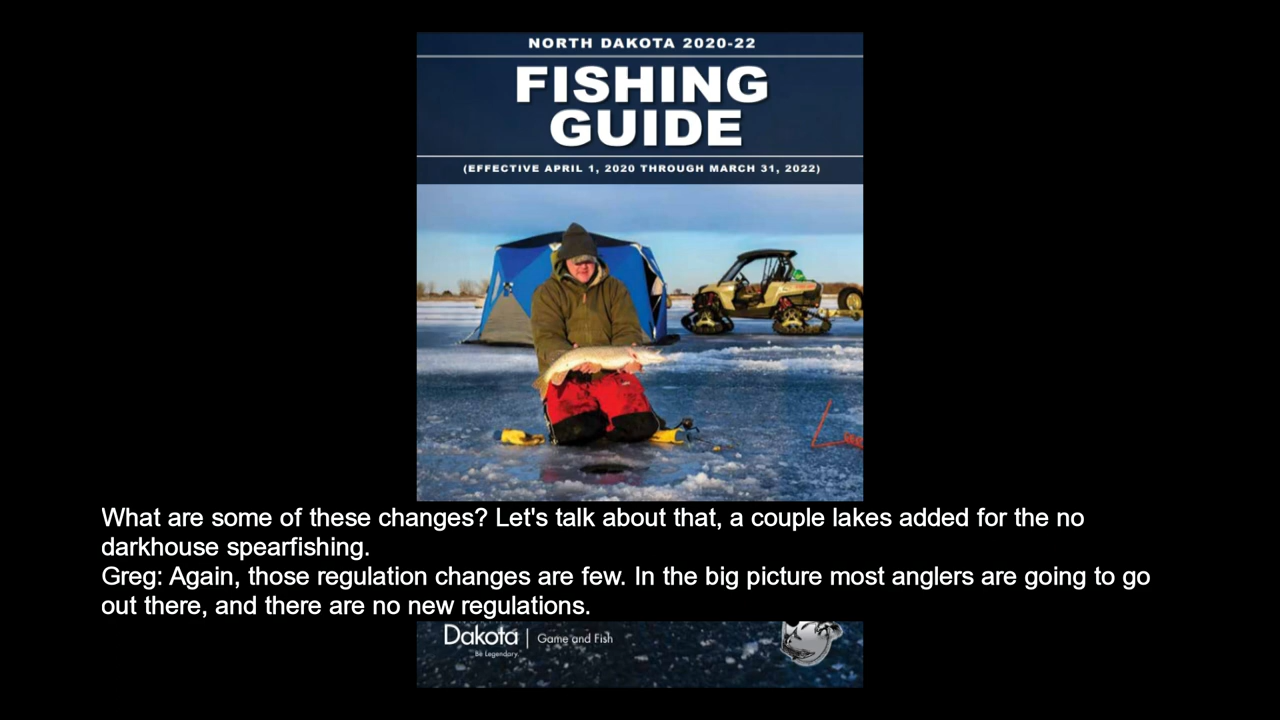 NORTH DAKOTA 2020-22
FISHING
GUIDE
(EFFECTIVE APRIL 1, 2020 THROUGH MARCH 31, 2022)
What are some of these changes? Let's talk about that, a couple lakes added for the no
darkhouse spearfishing.
Greg: Again, those regulation changes are few. In the big picture most anglers are going to go
out there, and there are no new regulations.
Dakota | Game and Fish
Be Legendary.